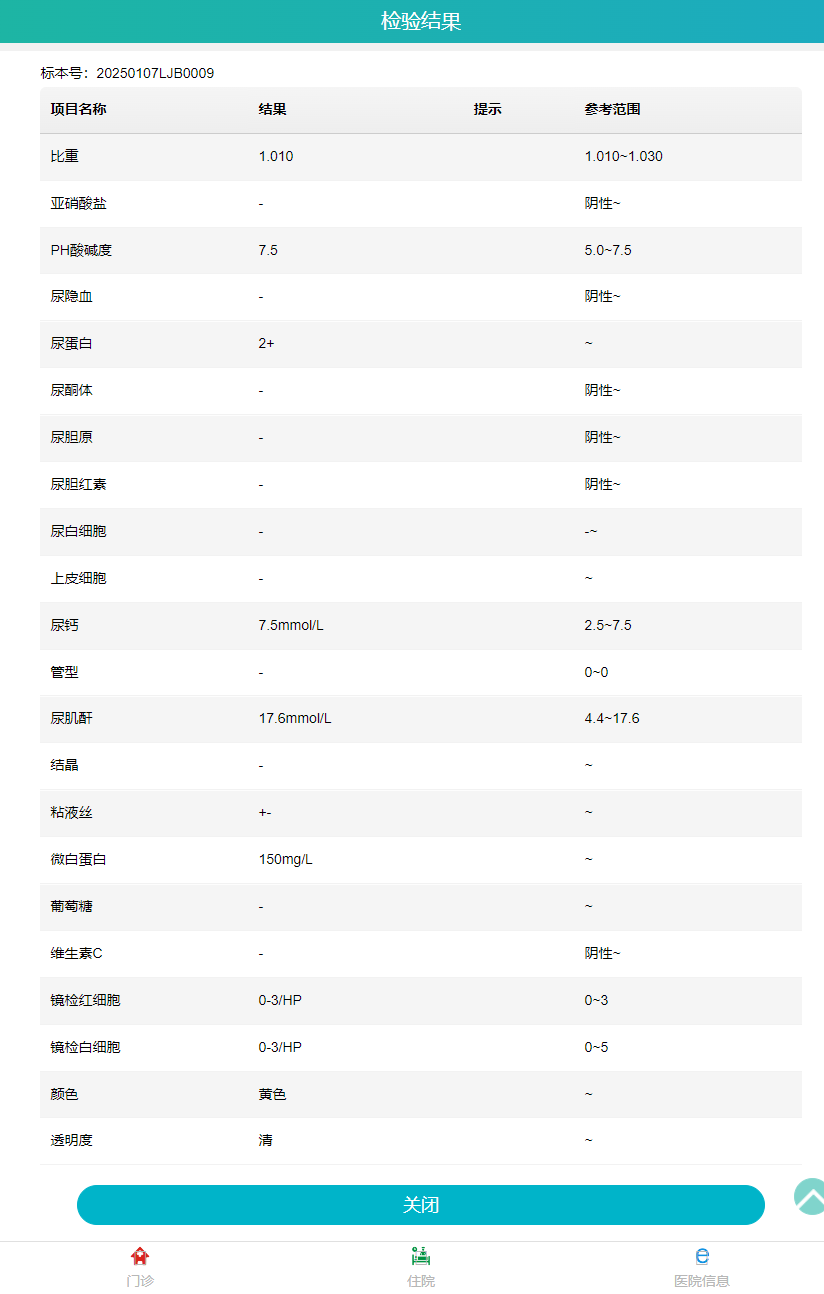 检验结果
标本号：20250107LJB0009
项目名称 结果 提示 参考范围
比重 1.010 1.010~1.030
亚硝酸盐 - 阴性~
PH酸碱度 7.5 5.0~7.5
尿隐血 - 阴性~
尿蛋白 2+ ~
尿酮体 - 阴性~
尿胆原 - 阴性~
尿胆红素 - 阴性~
尿白细胞 - -~
上皮细胞 - ~
尿钙 7.5mmol/L 2.5~7.5
管型 - 0~0
尿肌酐 17.6mmol/L 4.4~17.6
结晶 - ~
粘液丝 +- ~
微白蛋白 150mg/L ~
葡萄糖 - ~
维生素C - 阴性~
镜检红细胞 0-3/HP 0~3
镜检白细胞 0-3/HP 0~5
颜色 黄色 ~
透明度 清 ~
关闭
门诊 住院 医院信息